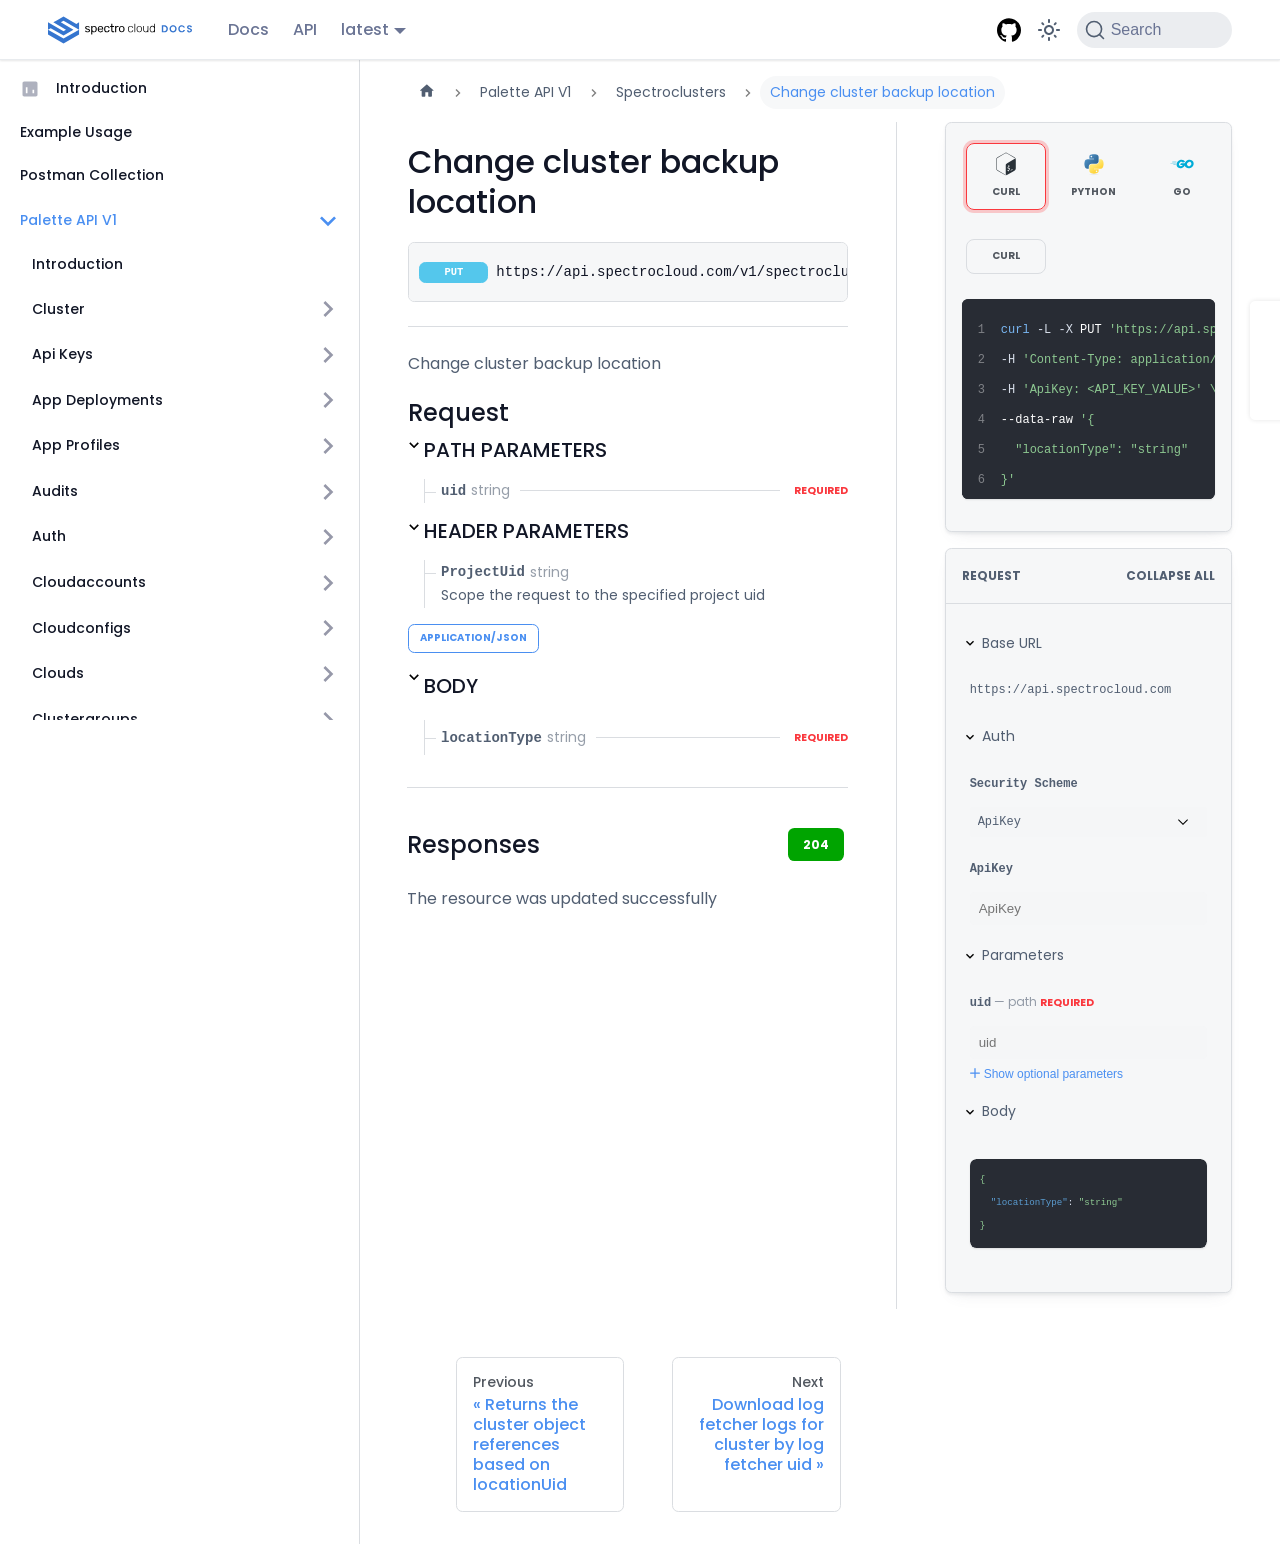 spectro cloud DOCS
Docs
API
latest
Search
Introduction
Example Usage
Postman Collection
Palette API V1
Introduction
Cluster
Api Keys
App Deployments
App Profiles
Audits
Auth
Cloudaccounts
Cloudconfigs
Clouds
Clustergroups
Palette API V1
Spectroclusters
Change cluster backup location
Change cluster backup
location
PUT https://api.spectrocloud.com/v1/spectroclu
Change cluster backup location
Request
PATH PARAMETERS
uid string REQUIRED
HEADER PARAMETERS
ProjectUid string
Scope the request to the specified project uid
APPLICATION/JSON
BODY
locationType string REQUIRED
Responses
204
The resource was updated successfully
CURL
PYTHON
GO
CURL
1 curl -L -X PUT 'https://api.sp
2 -H 'Content-Type: application/
3 -H 'ApiKey: <API_KEY_VALUE>' \
4 --data-raw '{
5 "locationType": "string"
6 }'
REQUEST
COLLAPSE ALL
Base URL
https://api.spectrocloud.com
Auth
Security Scheme
ApiKey
ApiKey
ApiKey
Parameters
uid — path REQUIRED
uid
Show optional parameters
Body
{
"locationType": "string"
}
Previous
« Returns the
cluster object
references
based on
locationUid
Next
Download log
fetcher logs for
cluster by log
fetcher uid »